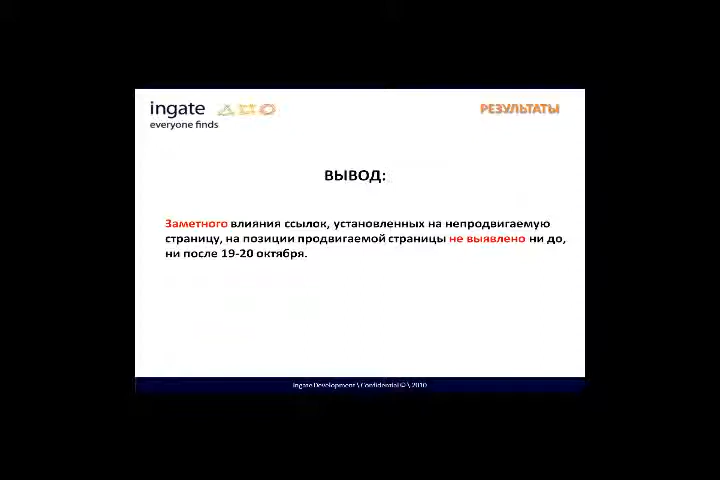 ingate
everyone finds
РЕЗУЛЬТАТЫ
ВЫВОД:
Заметного влияния ссылок, установленных на непродвигаемую
страницу, на позиции продвигаемой страницы не выявлено ни до,
ни после 19-20 октября.
Ingate Development \ Confidential © \ 2010